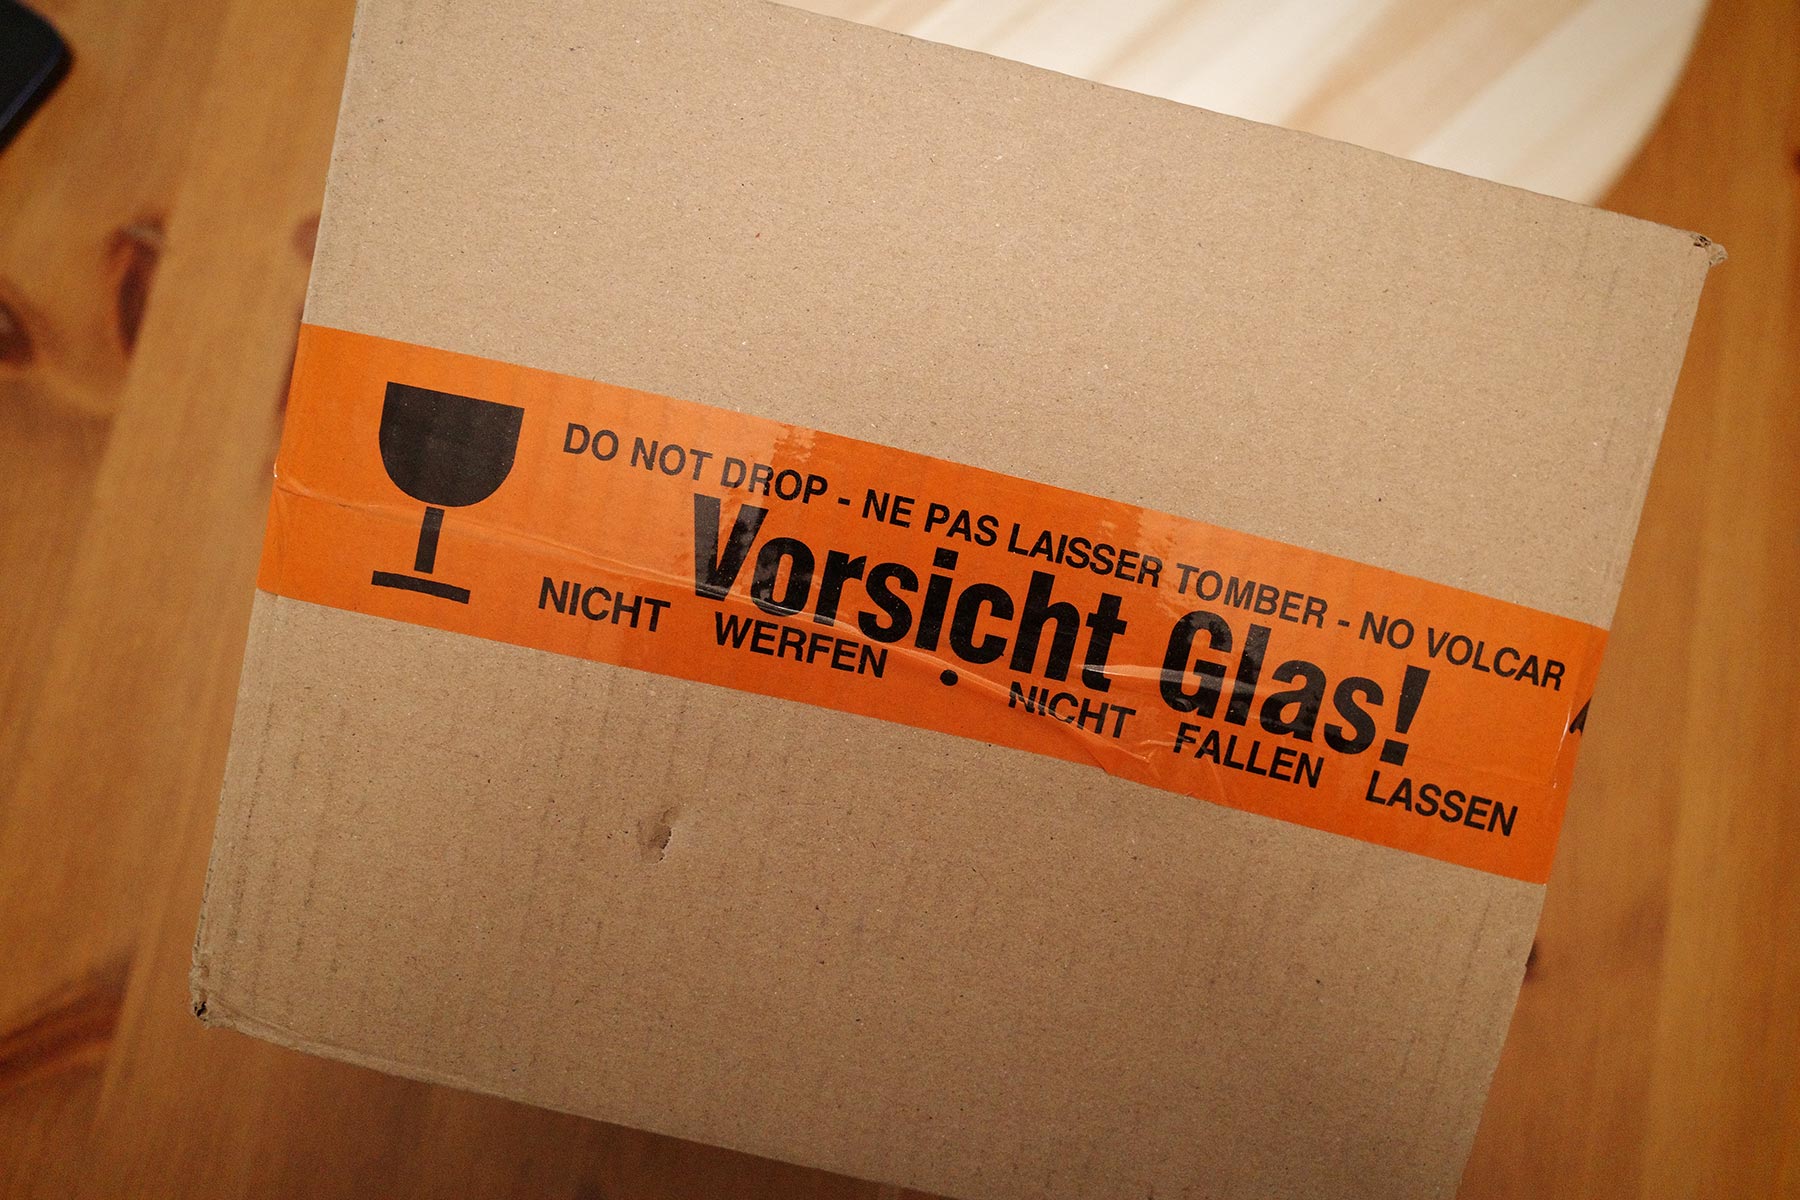 DO NOT DROP - NE PAS LAISSER TOMBER - NO VOLCAR
Vorsicht Glas!
NICHT WERFEN • NICHT FALLEN LASSEN